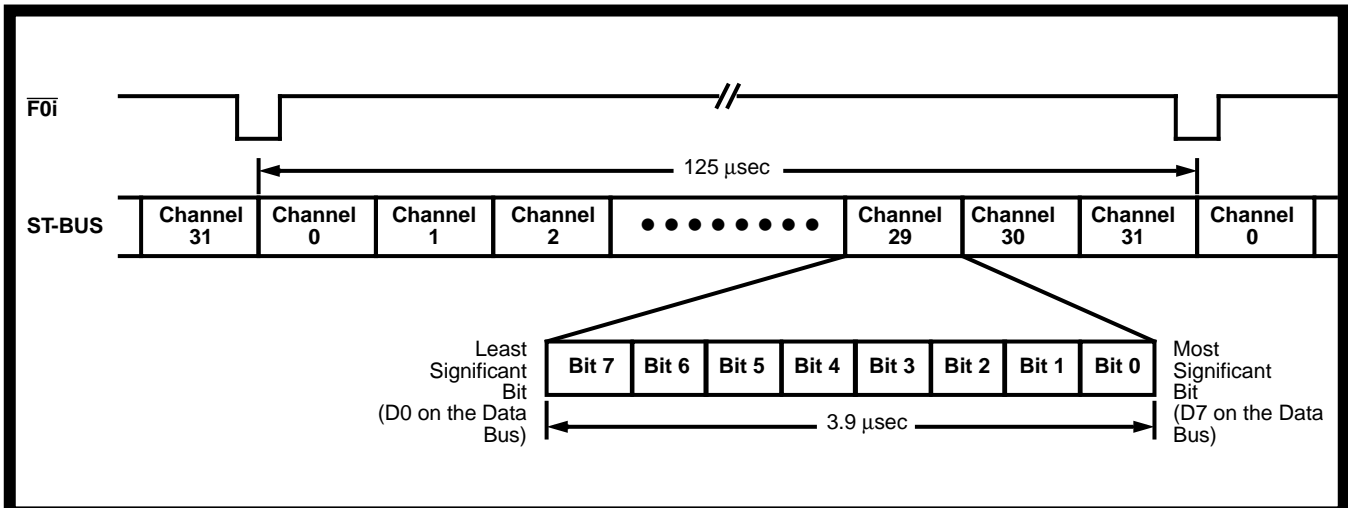 F0i
125 μsec
ST-BUS
Channel 31
Channel 0
Channel 1
Channel 2
Channel 29
Channel 30
Channel 31
Channel 0
Least
Significant
Bit
(D0 on the Data
Bus)
Bit 7
Bit 6
Bit 5
Bit 4
Bit 3
Bit 2
Bit 1
Bit 0
Most
Significant
Bit
(D7 on the Data
Bus)
3.9 μsec